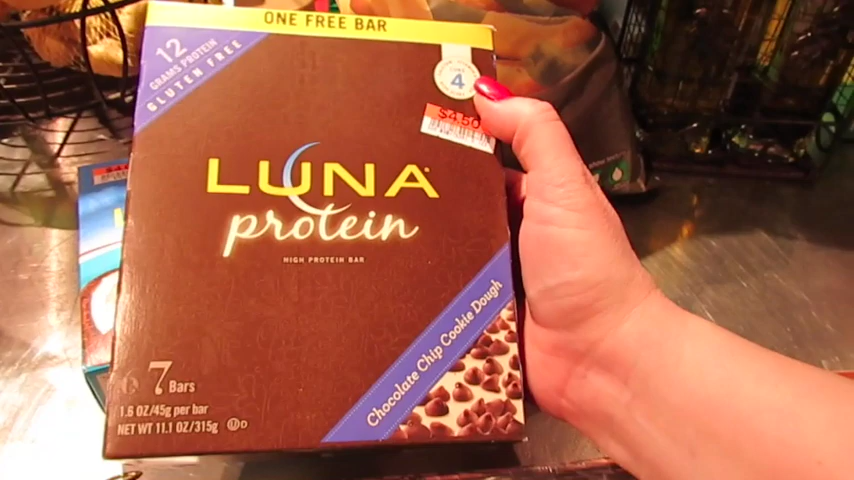 ONE FREE BAR
12
GRAMS PROTEIN
GLUTEN FREE
4
$4.50
LUNA
protein
HIGH PROTEIN BAR
Chocolate Chip Cookie Dough
7 Bars
1.6 OZ/45g per bar
NET WT 11.1 OZ/315g
U D